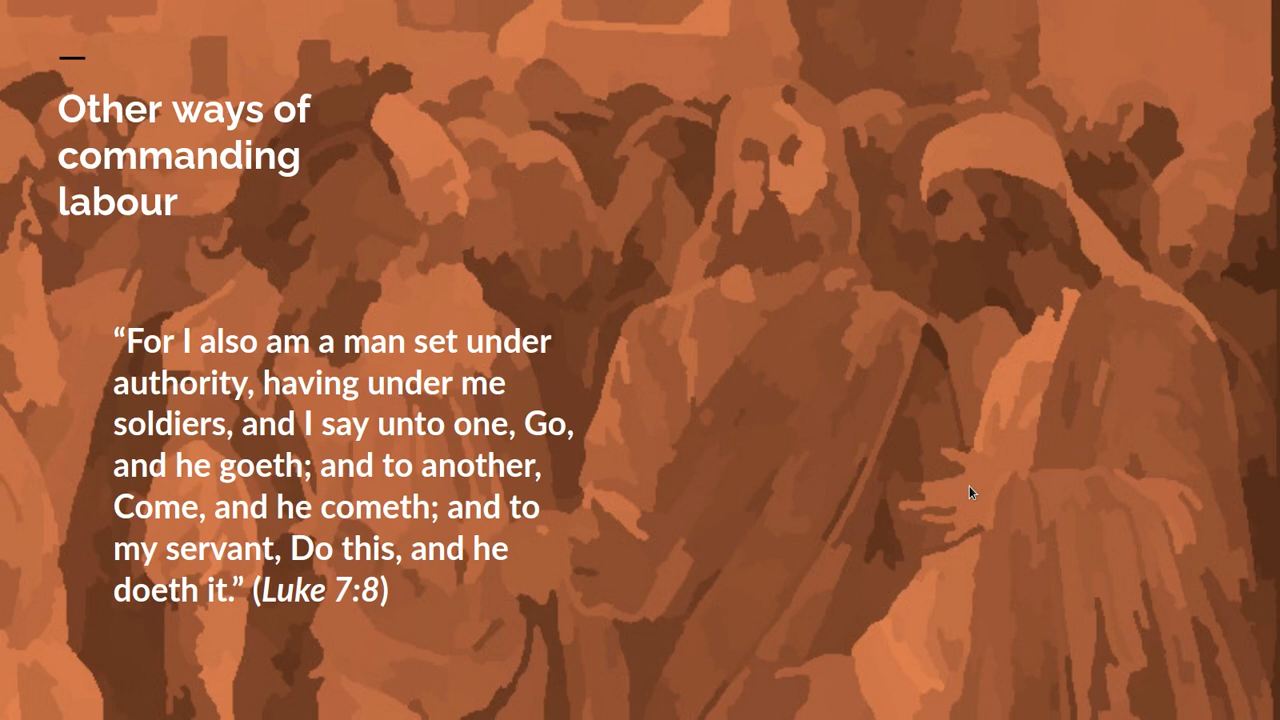 Other ways of
commanding
labour
“For I also am a man set under
authority, having under me
soldiers, and I say unto one, Go,
and he goeth; and to another,
Come, and he cometh; and to
my servant, Do this, and he
doeth it.” (Luke 7:8)